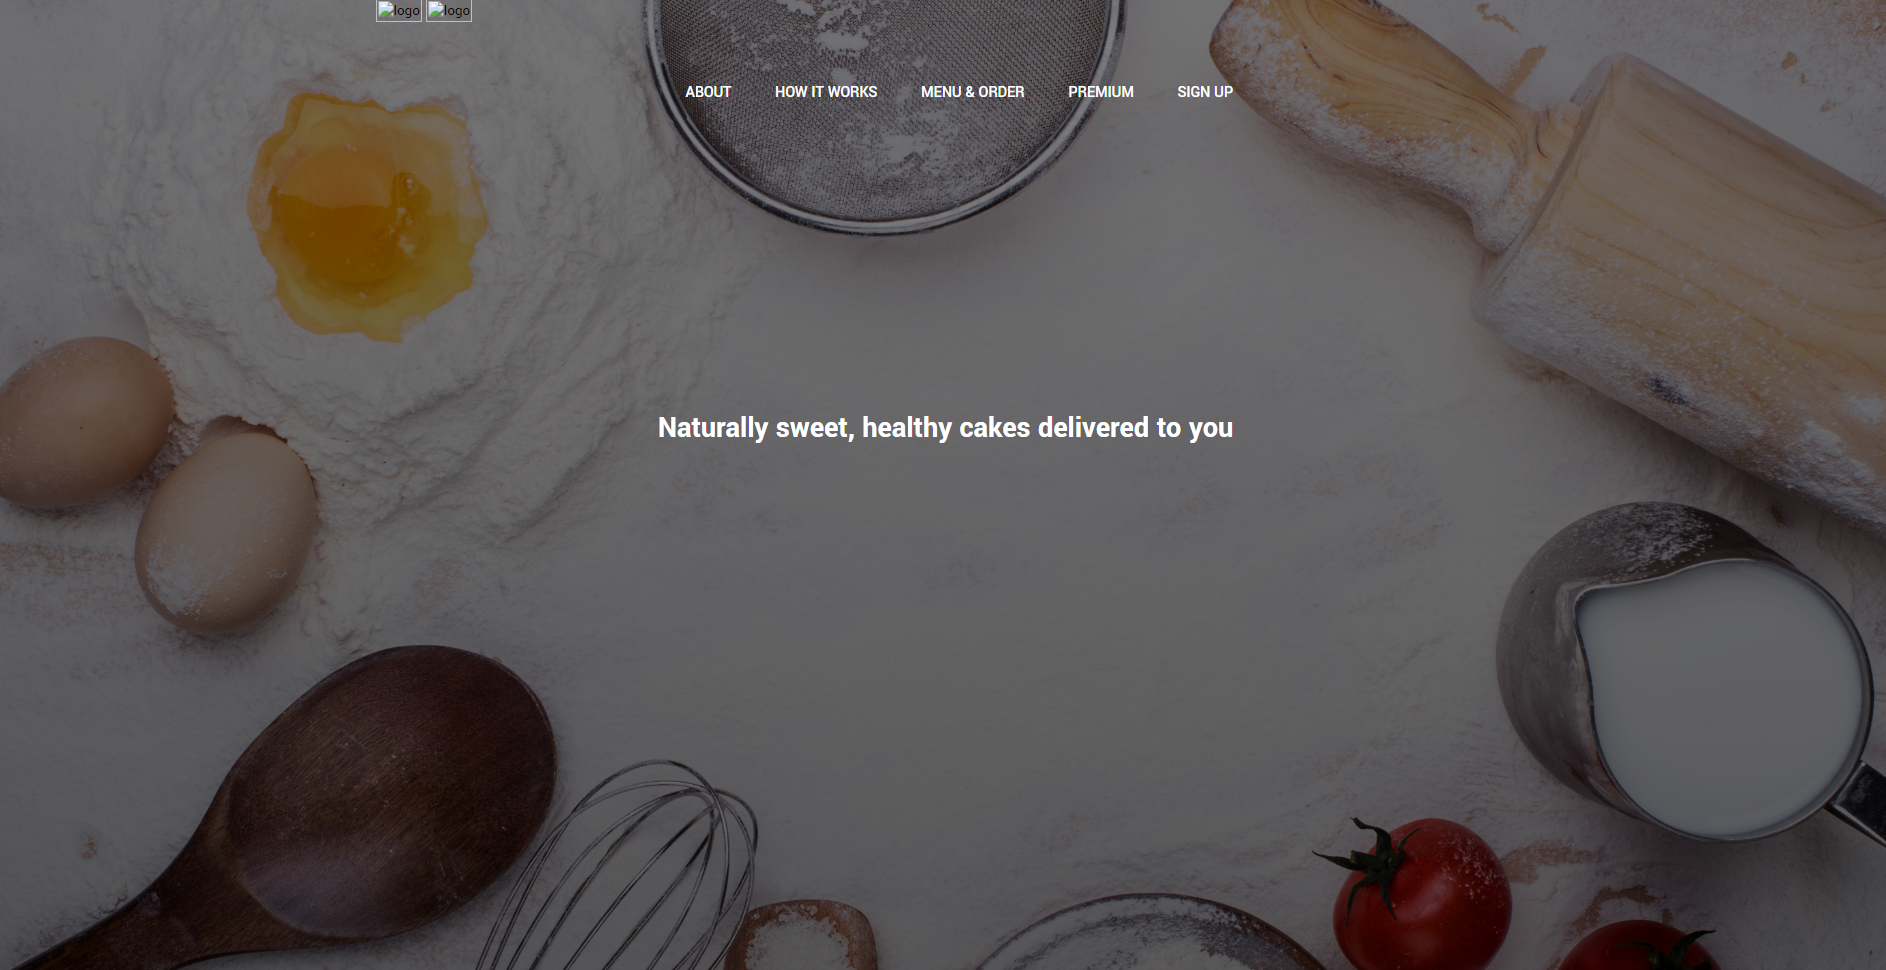 logo logo
ABOUT HOW IT WORKS MENU & ORDER PREMIUM SIGN UP
Naturally sweet, healthy cakes delivered to you